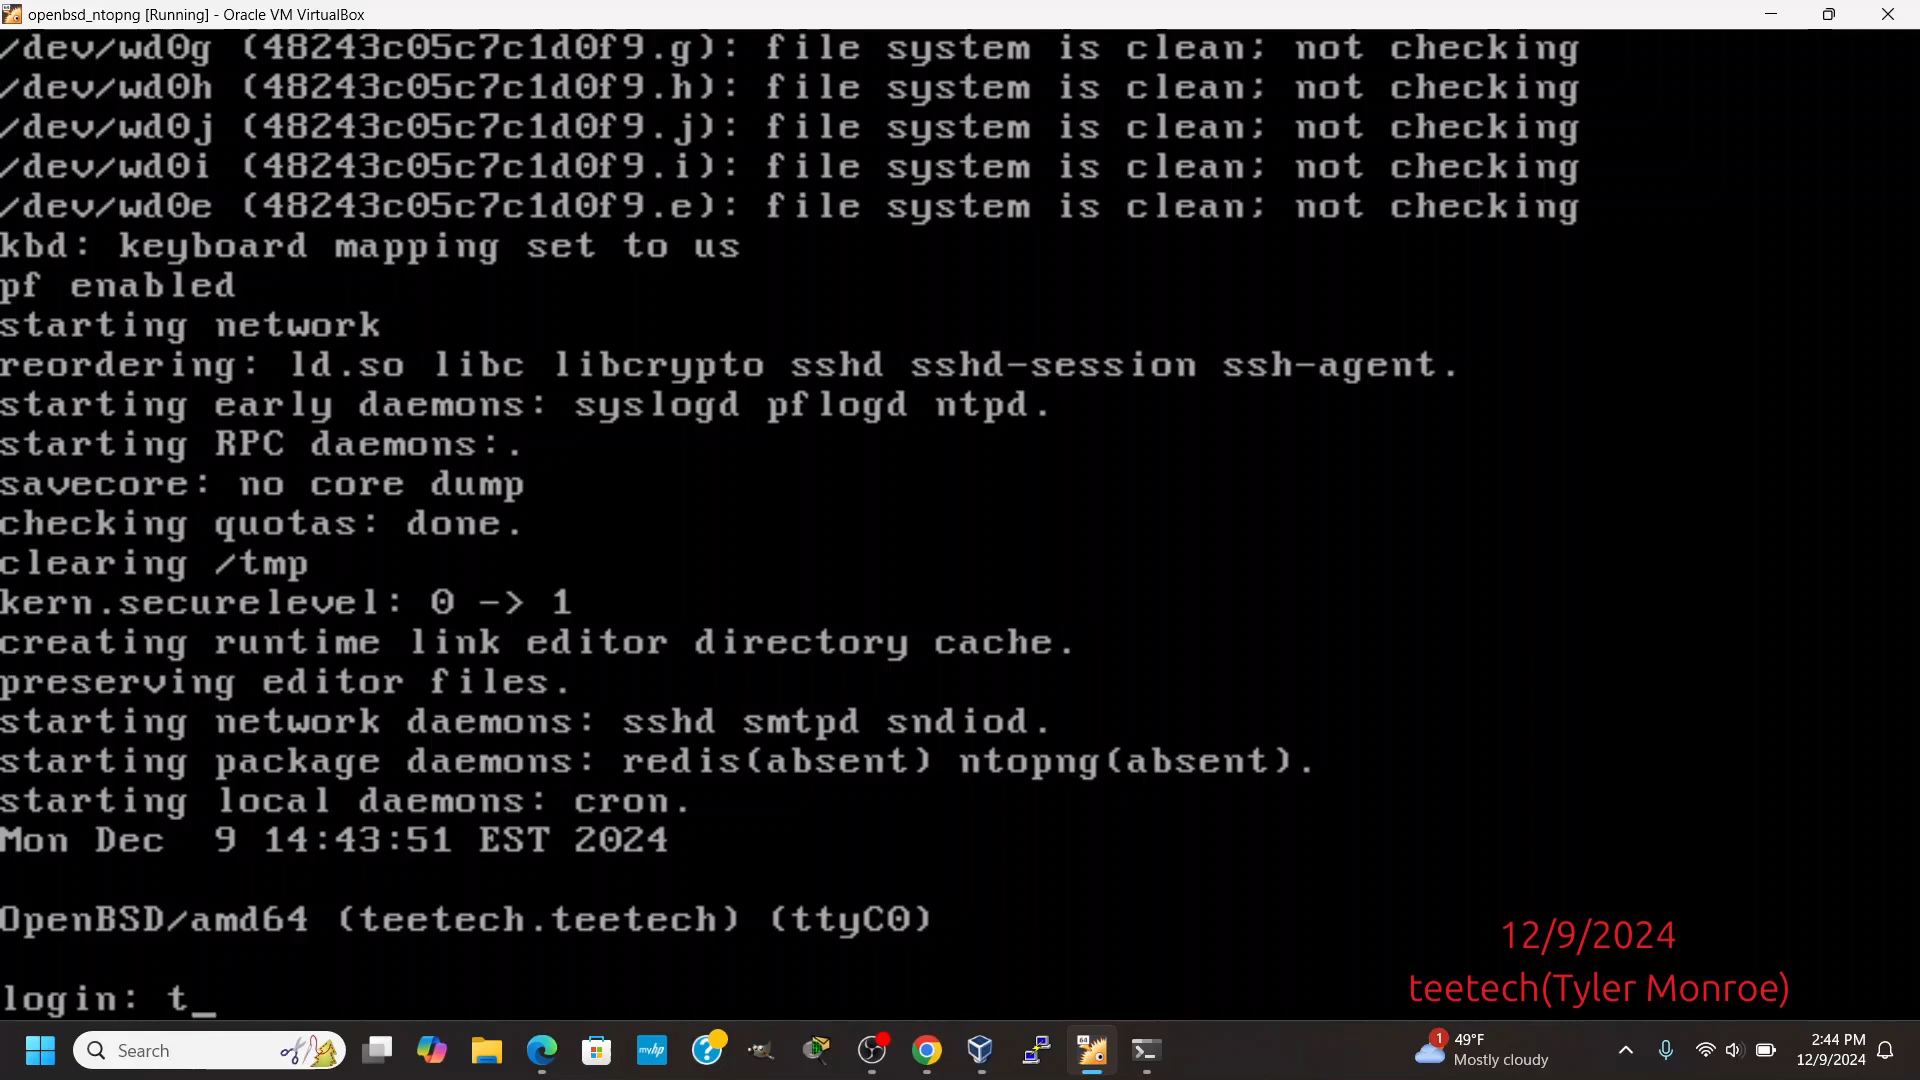 openbsd_ntopng [Running] - Oracle VM VirtualBox
/dev/wd0g (48243c05c7c1d0f9.g): file system is clean; not checking
/dev/wd0h (48243c05c7c1d0f9.h): file system is clean; not checking
/dev/wd0j (48243c05c7c1d0f9.j): file system is clean; not checking
/dev/wd0i (48243c05c7c1d0f9.i): file system is clean; not checking
/dev/wd0e (48243c05c7c1d0f9.e): file system is clean; not checking
kbd: keyboard mapping set to us
pf enabled
starting network
reordering: ld.so libc libcrypto sshd sshd-session ssh-agent.
starting early daemons: syslogd pflogd ntpd.
starting RPC daemons:.
savecore: no core dump
checking quotas: done.
clearing /tmp
kern.securelevel: 0 -> 1
creating runtime link editor directory cache.
preserving editor files.
starting network daemons: sshd smtpd sndiod.
starting package daemons: redis(absent) ntopng(absent).
starting local daemons: cron.
Mon Dec  9 14:43:51 EST 2024
OpenBSD/amd64 (teetech.teetech) (ttyC0)
login: t_
12/9/2024
teetech(Tyler Monroe)
Search
myhp
64
1
49°F
Mostly cloudy
2:44 PM
12/9/2024